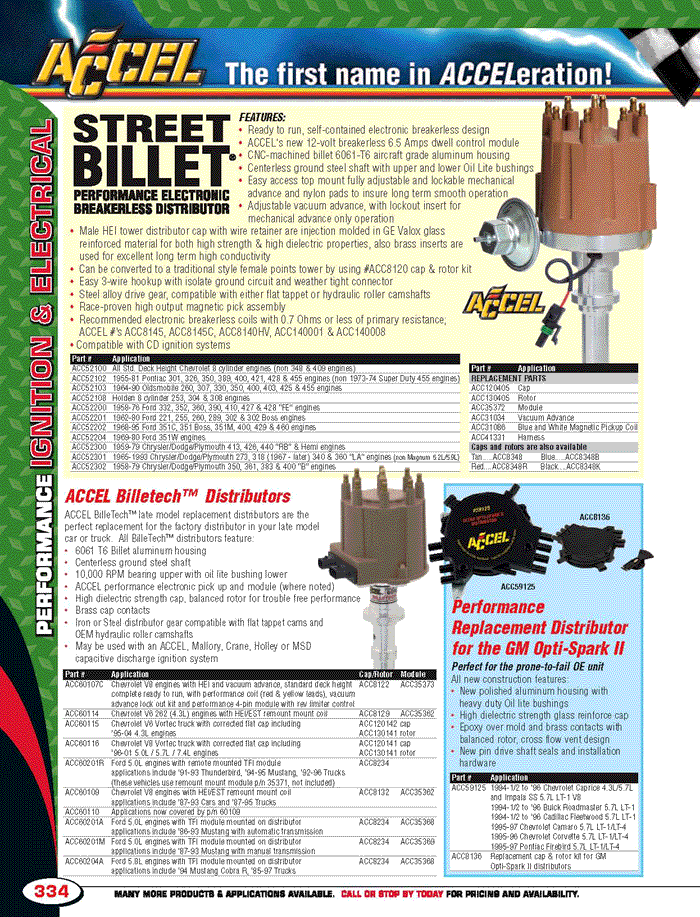 ACCEL
The first name in ACCELeration!
PERFORMANCE IGNITION & ELECTRICAL
STREET
BILLET®
PERFORMANCE ELECTRONIC
BREAKERLESS DISTRIBUTOR
FEATURES:
• Ready to run, self-contained electronic breakerless design
• ACCEL's new 12-volt breakerless 6.5 Amps dwell control module
• CNC-machined billet 6061-T6 aircraft grade aluminum housing
• Centerless ground steel shaft with upper and lower Oil Lite bushings
• Easy access top mount fully adjustable and lockable mechanical
advance and nylon pads to insure long term smooth operation
• Adjustable vacuum advance, with lockout insert for
mechanical advance only operation
• Male HEI tower distributor cap with wire retainer are injection molded in GE Valox glass
reinforced material for both high strength & high dielectric properties, also brass inserts are
used for excellent long term high conductivity
• Can be converted to a traditional style female points tower by using #ACC8120 cap & rotor kit
• Easy 3-wire hookup with isolate ground circuit and weather tight connector
• Steel alloy drive gear, compatible with either flat tappet or hydraulic roller camshafts
• Race-proven high output magnetic pick assembly
• Recommended electronic breakerless coils with 0.7 Ohms or less of primary resistance;
ACCEL #'s ACC8145, ACC8145C, ACC8140HV, ACC140001 & ACC140008
• Compatible with CD ignition systems
ACCEL
Part # Application
ACC52100 All Std. Deck Height Chevrolet 8 cylinder engines (non 348 & 409 engines)
ACC52102 1955-81 Pontiac 301, 326, 350, 389, 400, 421, 428 & 455 engines (non 1973-74 Super Duty 455 engines)
ACC52103 1964-90 Oldsmobile 260, 307, 330, 350, 400, 403, 425 & 455 engines
ACC52108 Holden 8 cylinder 253, 304 & 308 engines
ACC52200 1958-76 Ford 332, 352, 360, 390, 410, 427 & 428 "FE" engines
ACC52201 1962-80 Ford 221, 255, 260, 289, 302 & 302 Boss engines
ACC52202 1968-95 Ford 351C, 351 Boss, 351M, 400, 429 & 460 engines
ACC52204 1969-80 Ford 351W engines
ACC52300 1959-79 Chrysler/Dodge/Plymouth 413, 426, 440 "RB" & Hemi engines
ACC52301 1965-1993 Chrysler/Dodge/Plymouth 273, 318 (1967 - later) 340 & 360 "LA" engines (non Magnum 5.2L/5.9L)
ACC52302 1958-79 Chrysler/Dodge/Plymouth 350, 361, 383 & 400 "B" engines
Part # Application
REPLACEMENT PARTS
ACC120405 Cap
ACC130405 Rotor
ACC35372 Module
ACC31034 Vacuum Advance
ACC31086 Blue and White Magnetic Pickup Coil
ACC41331 Harness
Caps and rotors are also available
Tan....ACC8348 Blue.....ACC8348B
Red....ACC8348R Black....ACC8348K
ACCEL Billetech™ Distributors
ACCEL BilleTech™ late model replacement distributors are the
perfect replacement for the factory distributor in your late model
car or truck. All BilleTech™ distributors feature:
• 6061 T6 Billet aluminum housing
• Centerless ground steel shaft
• 10,000 RPM bearing upper with oil lite bushing lower
• ACCEL performance electronic pick up and module (where noted)
• High dielectric strength cap, balanced rotor for trouble free performance
• Brass cap contacts
• Iron or Steel distributor gear compatible with flat tappet cams and
OEM hydraulic roller camshafts
• May be used with an ACCEL, Mallory, Crane, Holley or MSD
capacitive discharge ignition system
Part # Application Cap/Rotor Module
ACC60107C Chevrolet V8 engines with HEI and vacuum advance, standard deck height ACC8122 ACC35373
complete ready to run, with performance coil (red & yellow leads), vacuum
advance lock out kit and performance 4-pin module with rev limiter control
ACC60114 Chevrolet V6 262 (4.3L) engines with HEI/EST remount mount coil ACC8129 ACC35362
ACC60115 Chevrolet V6 Vortec truck with corrected flat cap including ACC120142 cap
'95-04 4.3L engines ACC130141 rotor
ACC60116 Chevrolet V8 Vortec truck with corrected flat cap including ACC120141 cap
'96-01 5.0L / 5.7L / 7.4L engines ACC130141 rotor
ACC60201R Ford 5.0L engines with remote mounted TFI module ACC8234
applications include '91-93 Thunderbird, '94-95 Mustang, '92-96 Trucks
(these vehicles use remount mount module p/n 35371, not included)
ACC60108 Chevrolet V8 engines with HEI/EST remount mount coil ACC8132 ACC35362
applications include '87-93 Cars and '87-95 Trucks
ACC60110 Applications now covered by p/n 60108
ACC60201A Ford 5.0L engines with TFI module mounted on distributor ACC8234 ACC35368
applications include '86-93 Mustang with automatic transmission
ACC60201M Ford 5.0L engines with TFI module mounted on distributor ACC8234 ACC35369
applications include '87-93 Mustang with manual transmission
ACC60204A Ford 5.8L engines with TFI module mounted on distributor ACC8234 ACC35368
applications include '94 Mustang Cobra R, '85-97 Trucks
ACCEL
ACC8136
ACC59125
Performance
Replacement Distributor
for the GM Opti-Spark II
Perfect for the prone-to-fail OE unit
All new construction features:
• New polished aluminum housing with
heavy duty Oil lite bushings
• High dielectric strength glass reinforce cap
• Epoxy over mold and brass contacts with
balanced rotor, cross flow vent design
• New pin drive shaft seals and installation
hardware
Part # Application
ACC59125 1994-1/2 to '96 Chevrolet Caprice 4.3L/5.7L
and Impala SS 5.7L LT-1 V8
1994-1/2 to '96 Buick Roadmaster 5.7L LT-1
1994-1/2 to '96 Cadillac Fleetwood 5.7L LT-1
1995-97 Chevrolet Camaro 5.7L LT-1/LT-4
1995-96 Chevrolet Corvette 5.7L LT-1/LT-4
1995-97 Pontiac Firebird 5.7L LT-1/LT-4
ACC8136 Replacement cap & rotor kit for GM
Opti-Spark II distributors
334
MANY MORE PRODUCTS & APPLICATIONS AVAILABLE. CALL OR STOP BY TODAY FOR PRICING AND AVAILABILITY.